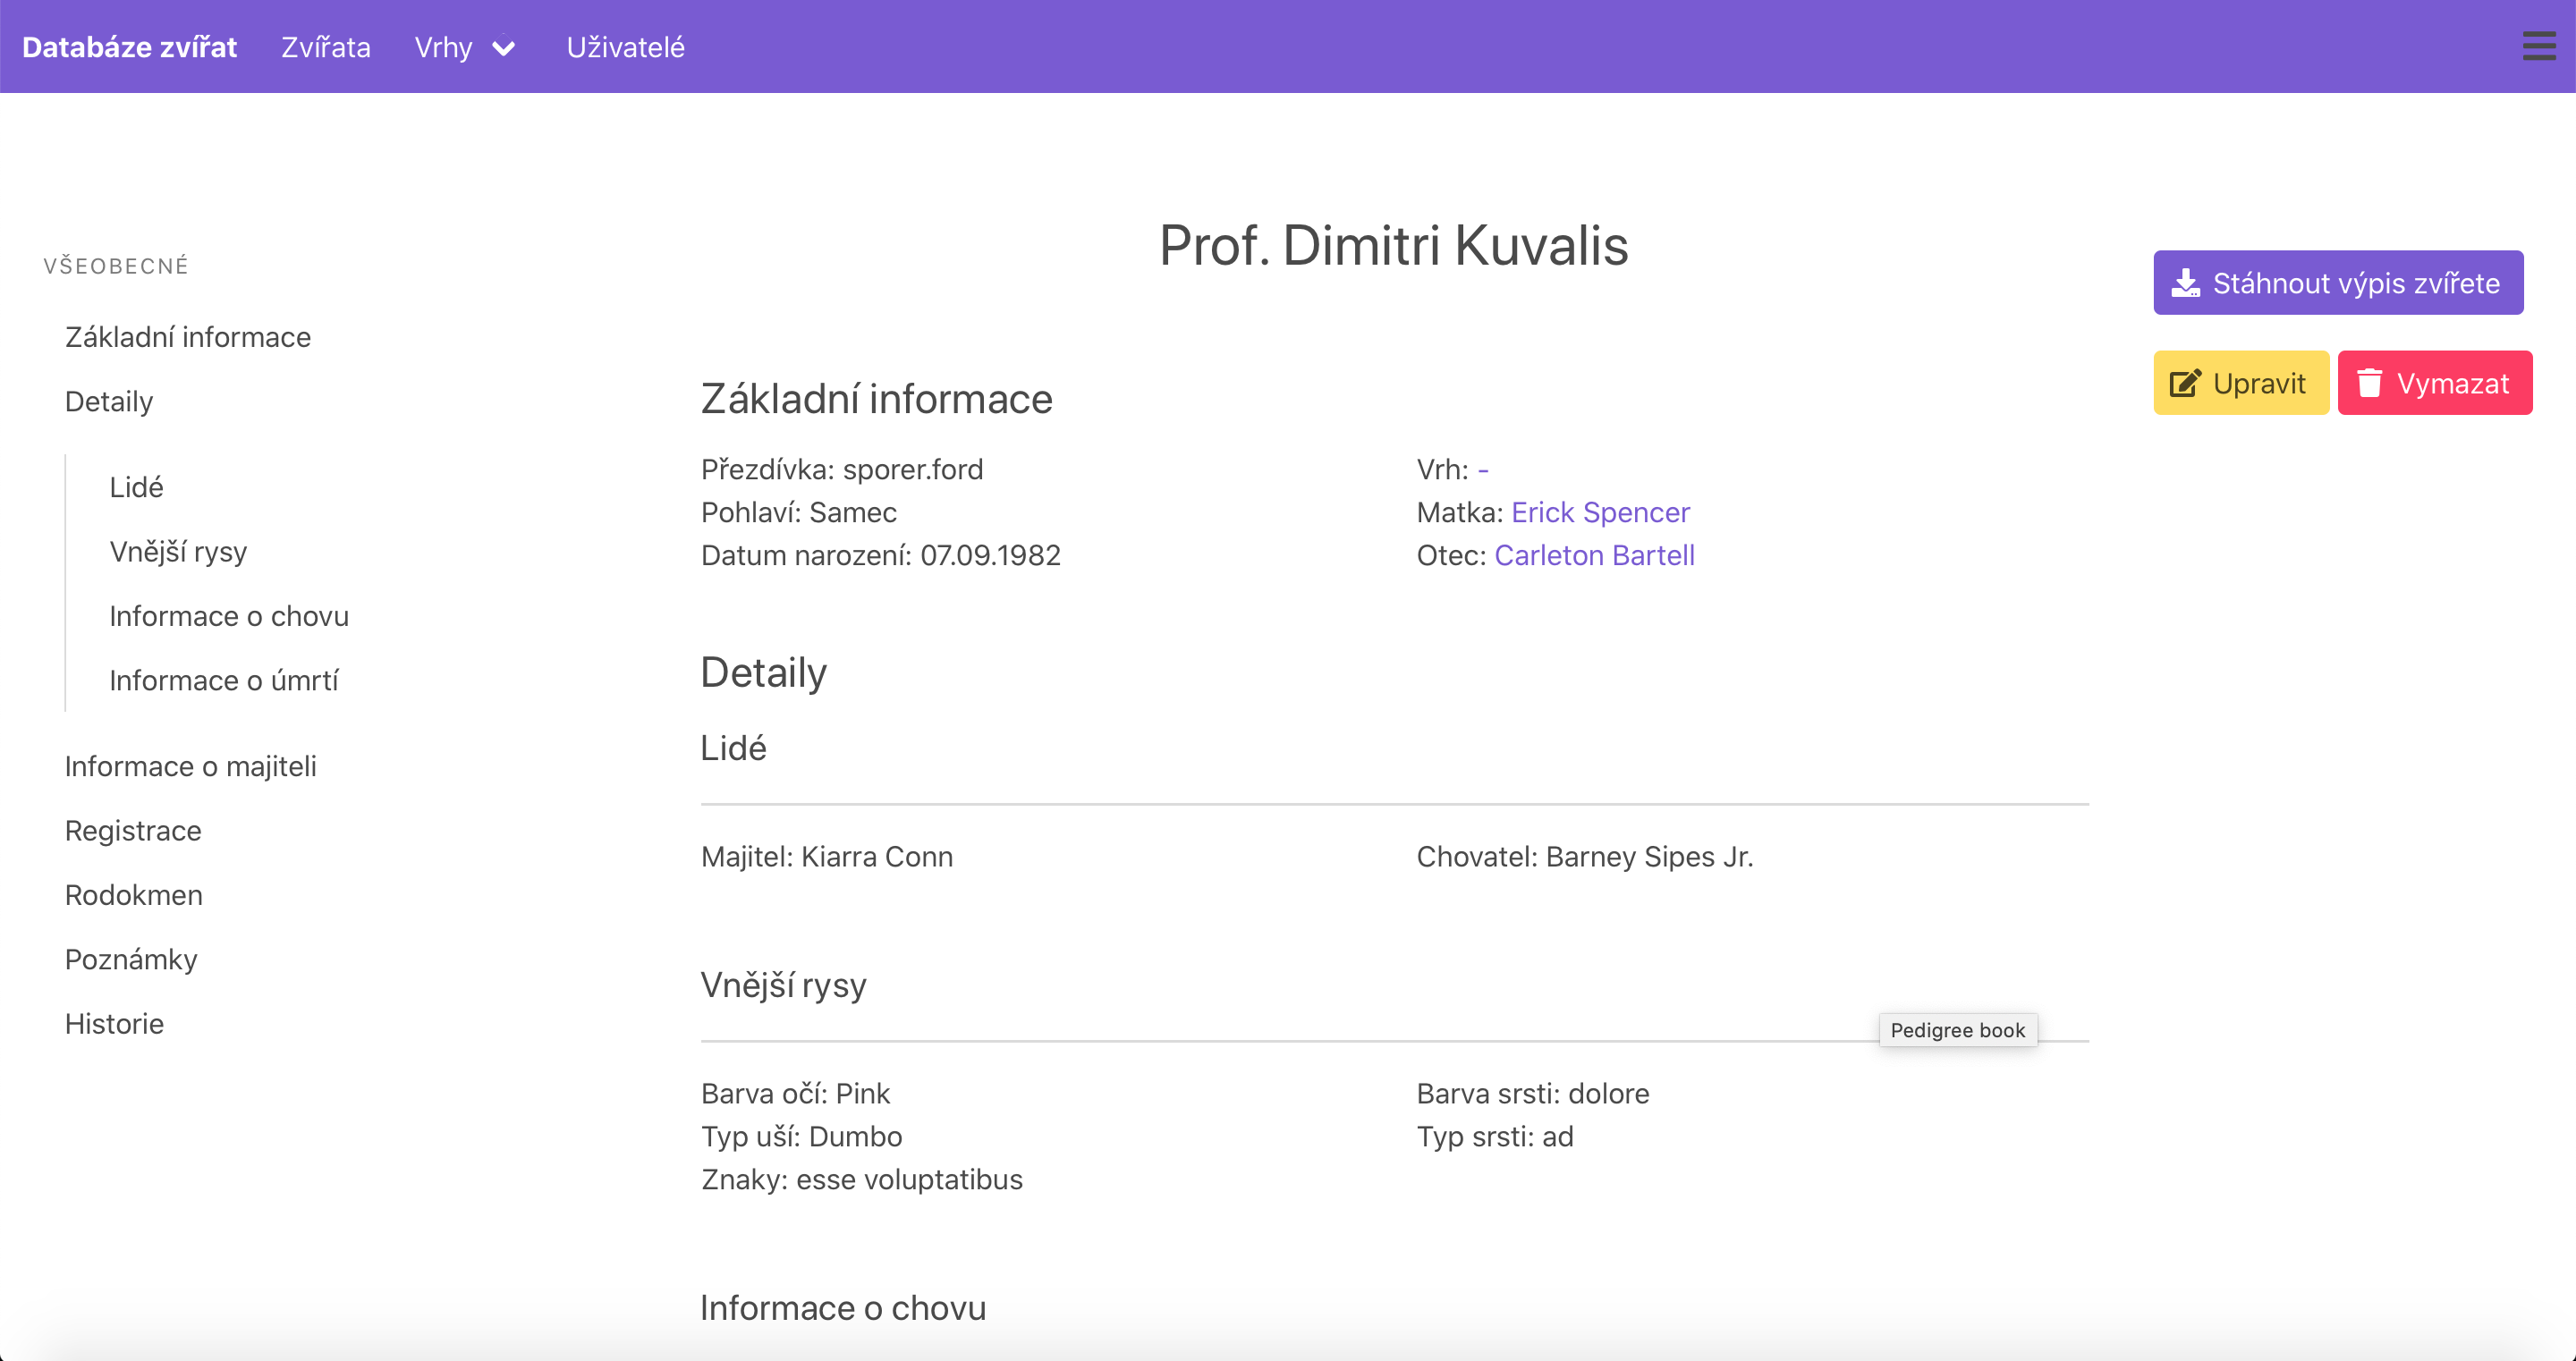 Databáze zvířat Zvířata Vrhy Uživatelé
VŠEOBECNÉ
Základní informace
Detaily
Lidé
Vnější rysy
Informace o chovu
Informace o úmrtí
Informace o majiteli
Registrace
Rodokmen
Poznámky
Historie
Prof. Dimitri Kuvalis
Základní informace
Přezdívka: sporer.ford
Pohlaví: Samec
Datum narození: 07.09.1982
Vrh: -
Matka: Erick Spencer
Otec: Carleton Bartell
Detaily
Lidé
Majitel: Kiarra Conn
Chovatel: Barney Sipes Jr.
Vnější rysy
Pedigree book
Barva očí: Pink
Typ uší: Dumbo
Znaky: esse voluptatibus
Barva srsti: dolore
Typ srsti: ad
Informace o chovu
Stáhnout výpis zvířete
Upravit Vymazat